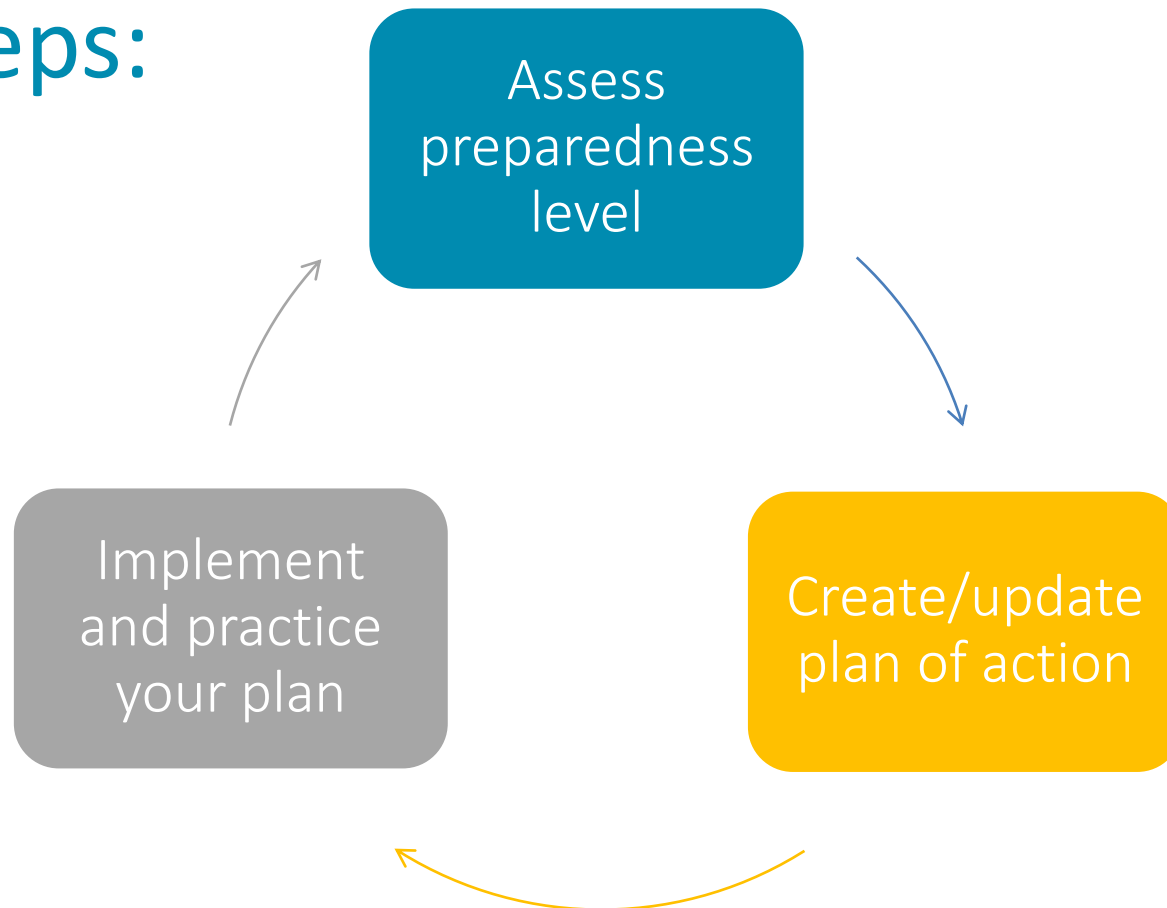 eps:
Assess
preparedness
level
Create/update
plan of action
Implement
and practice
your plan